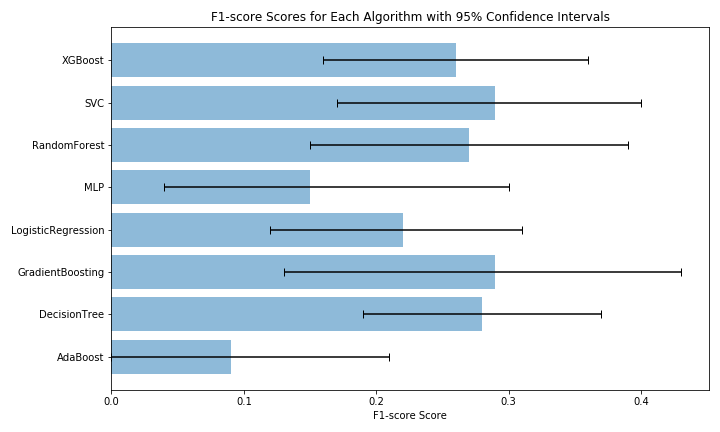 F1-score Scores for Each Algorithm with 95% Confidence Intervals
XGBoost
SVC
RandomForest
MLP
LogisticRegression
GradientBoosting
DecisionTree
AdaBoost
0.0 0.1 0.2 0.3 0.4
F1-score Score